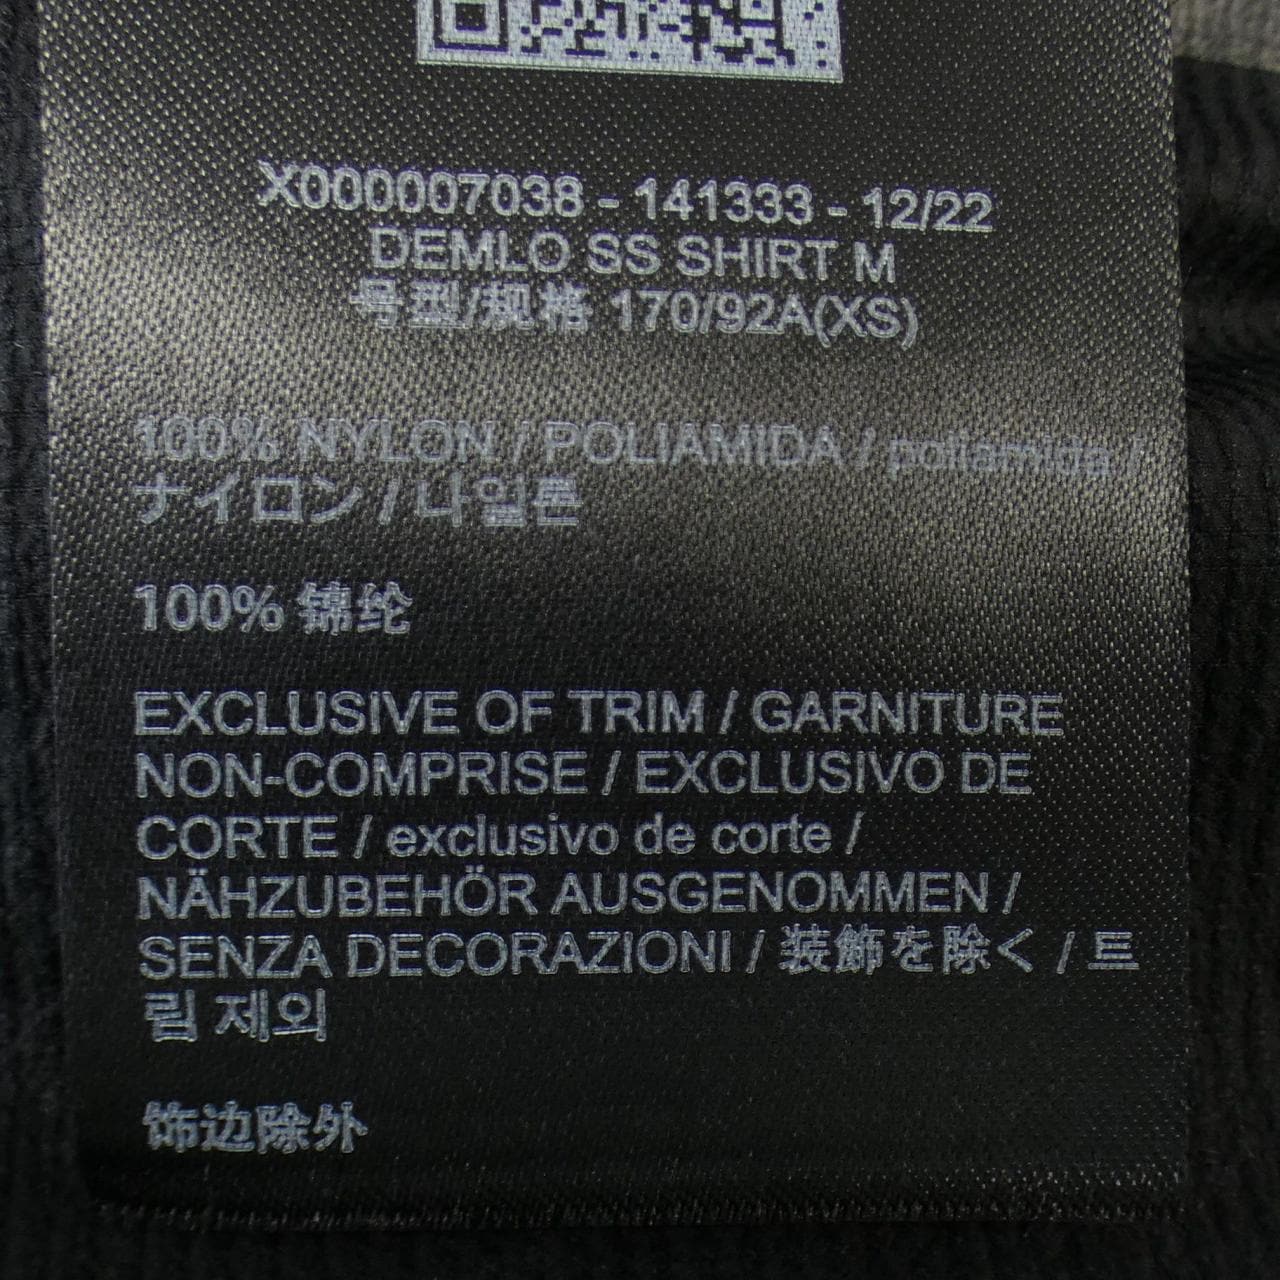 X000007038 - 141333 - 12/22
DEMLO SS SHIRT M
号型/规格 170/92A(XS)
100% NYLON / POLIAMIDA / poliamida /
ナイロン / 나일론
100% 锦纶
EXCLUSIVE OF TRIM / GARNITURE
NON-COMPRISE / EXCLUSIVO DE
CORTE / exclusivo de corte /
NÄHZUBEHÖR AUSGENOMMEN /
SENZA DECORAZIONI / 装飾を除く / 트
림 제외
饰边除外